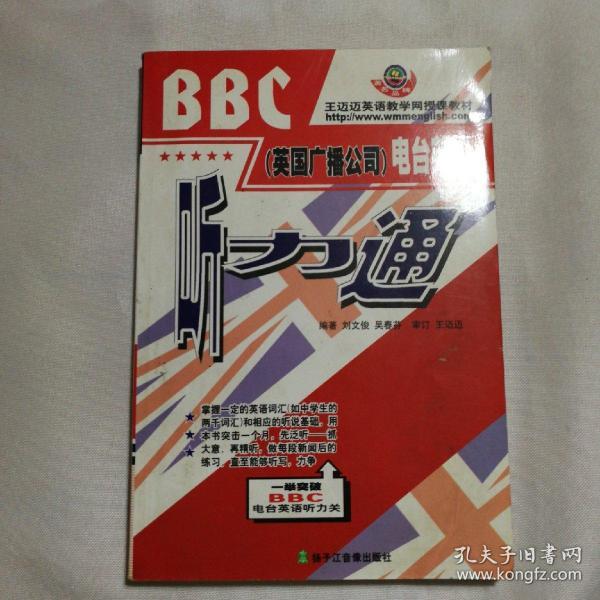 BBC
王迈迈英语教学网授课教材
http://www.wmmenglish.com
(英国广播公司)电台
听力通
编著 刘文俊 吴春芬 审订 王迈迈
掌握一定的英语词汇(如中学生的
两千词汇)和相应的听说基础,用
本书突击一个月,先泛听——抓
大意,再精听,做每段新闻后的
练习,直至能够听写,力争
一举突破
BBC
电台英语听力关
扬子江音像出版社
孔夫子旧书网
www.kongfz.com